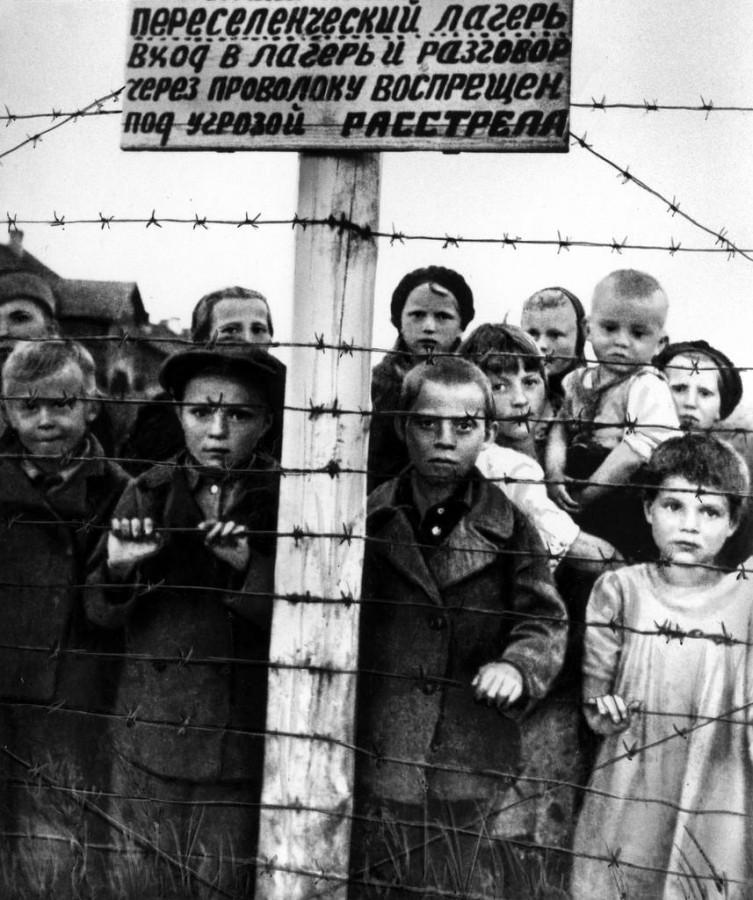 переселенческий лагерь
вход в лагерь и разговор
через проволоку воспрещен
под угрозой расстрела